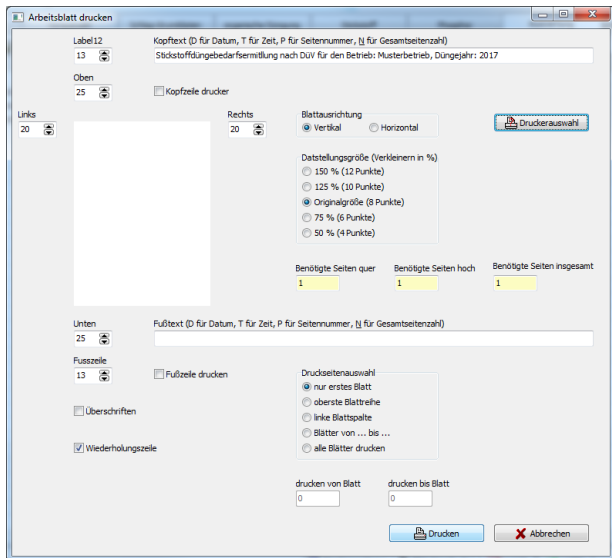 Arbeitsblatt drucken
Label12
Kopftext (D für Datum, T für Zeit, P für Seitennummer, N für Gesamtseitenzahl)
13
Stickstoffdüngebedarfsermitlung nach DüV für den Betrieb: Musterbetrieb, Düngejahr: 2017
Oben
25
Kopfzeile drucker
Links
Rechts
Blattausrichtung
20
20
Vertikal
Horizontal
Druckerauswahl
Datstellungsgröße (Verkleinern in %)
150 % (12 Punkte)
125 % (10 Punkte)
Originalgröße (8 Punkte)
75 % (6 Punkte)
50 % (4 Punkte)
Benötigte Seiten quer
Benötigte Seiten hoch
Benötigte Seiten insgesamt
1
1
1
Unten
Fußtext (D für Datum, T für Zeit, P für Seitennummer, N für Gesamtseitenzahl)
25
Fusszeile
13
Fußzeile drucken
Druckseitenauswahl
nur erstes Blatt
oberste Blattreihe
linke Blattspalte
Blätter von ... bis ...
alle Blätter drucken
Überschriften
Wiederholungszeile
drucken von Blatt
drucken bis Blatt
0
0
Drucken
Abbrechen